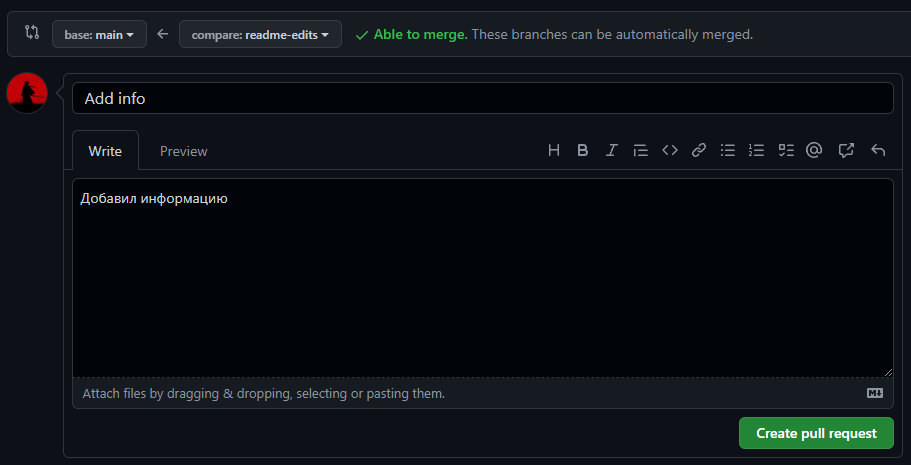 base: main compare: readme-edits Able to merge. These branches can be automatically merged.
Add info
Write Preview
Добавил информацию
Attach files by dragging & dropping, selecting or pasting them.
Create pull request